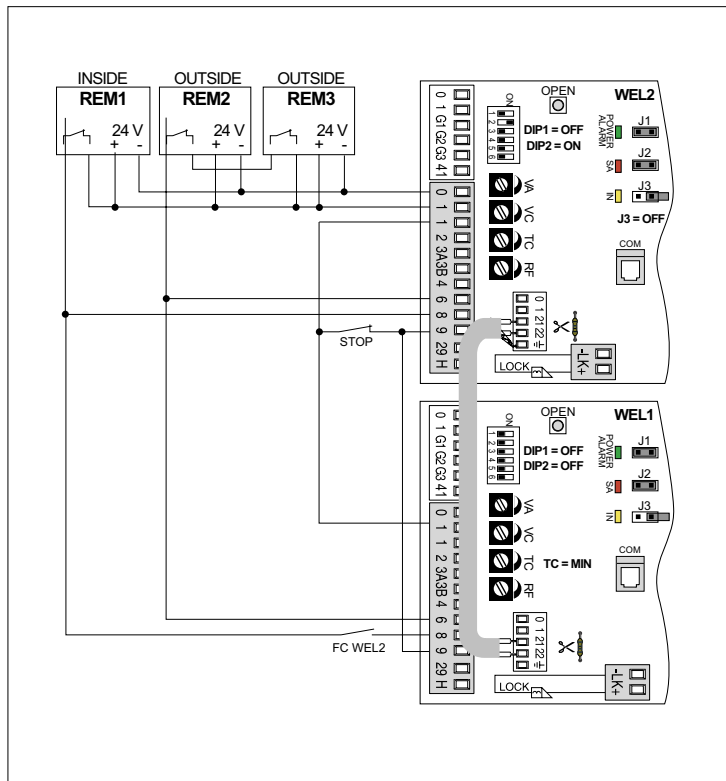 INSIDE
REM1
24 V
+ -
OUTSIDE
REM2
24 V
+ -
OUTSIDE
REM3
24 V
+ -
0
1
G1
G2
G3
41
0
1
1
2
3A3B
4
6
8
9
29
H
STOP
ON
1
2
3
4
5
6
OPEN
DIP1 = OFF
DIP2 = ON
WEL2
POWER
ALARM
SA
IN
J1
J2
J3
J3 = OFF
COM
VA
VC
TC
RF
0
1
21
22
LOCK
-LK+
0
1
G1
G2
G3
41
0
1
1
2
3A3B
4
6
8
9
29
H
FC WEL2
ON
1
2
3
4
5
6
OPEN
DIP1 = OFF
DIP2 = OFF
WEL1
POWER
ALARM
SA
IN
J1
J2
J3
COM
VA
VC
TC
RF
TC = MIN
0
1
21
22
LOCK
-LK+